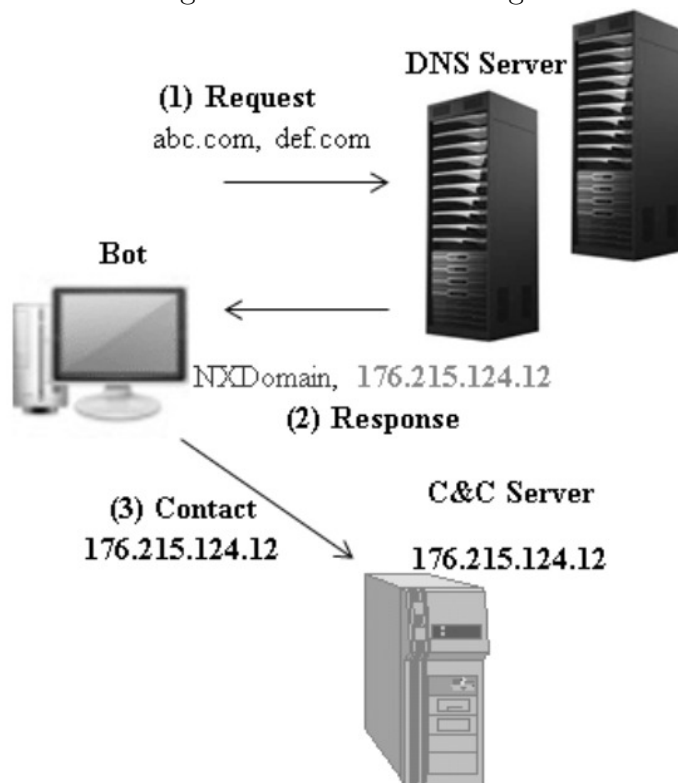 DNS Server
(1) Request
abc.com, def.com
Bot
NXDomain, 176.215.124.12
(2) Response
C&C Server
(3) Contact
176.215.124.12
176.215.124.12